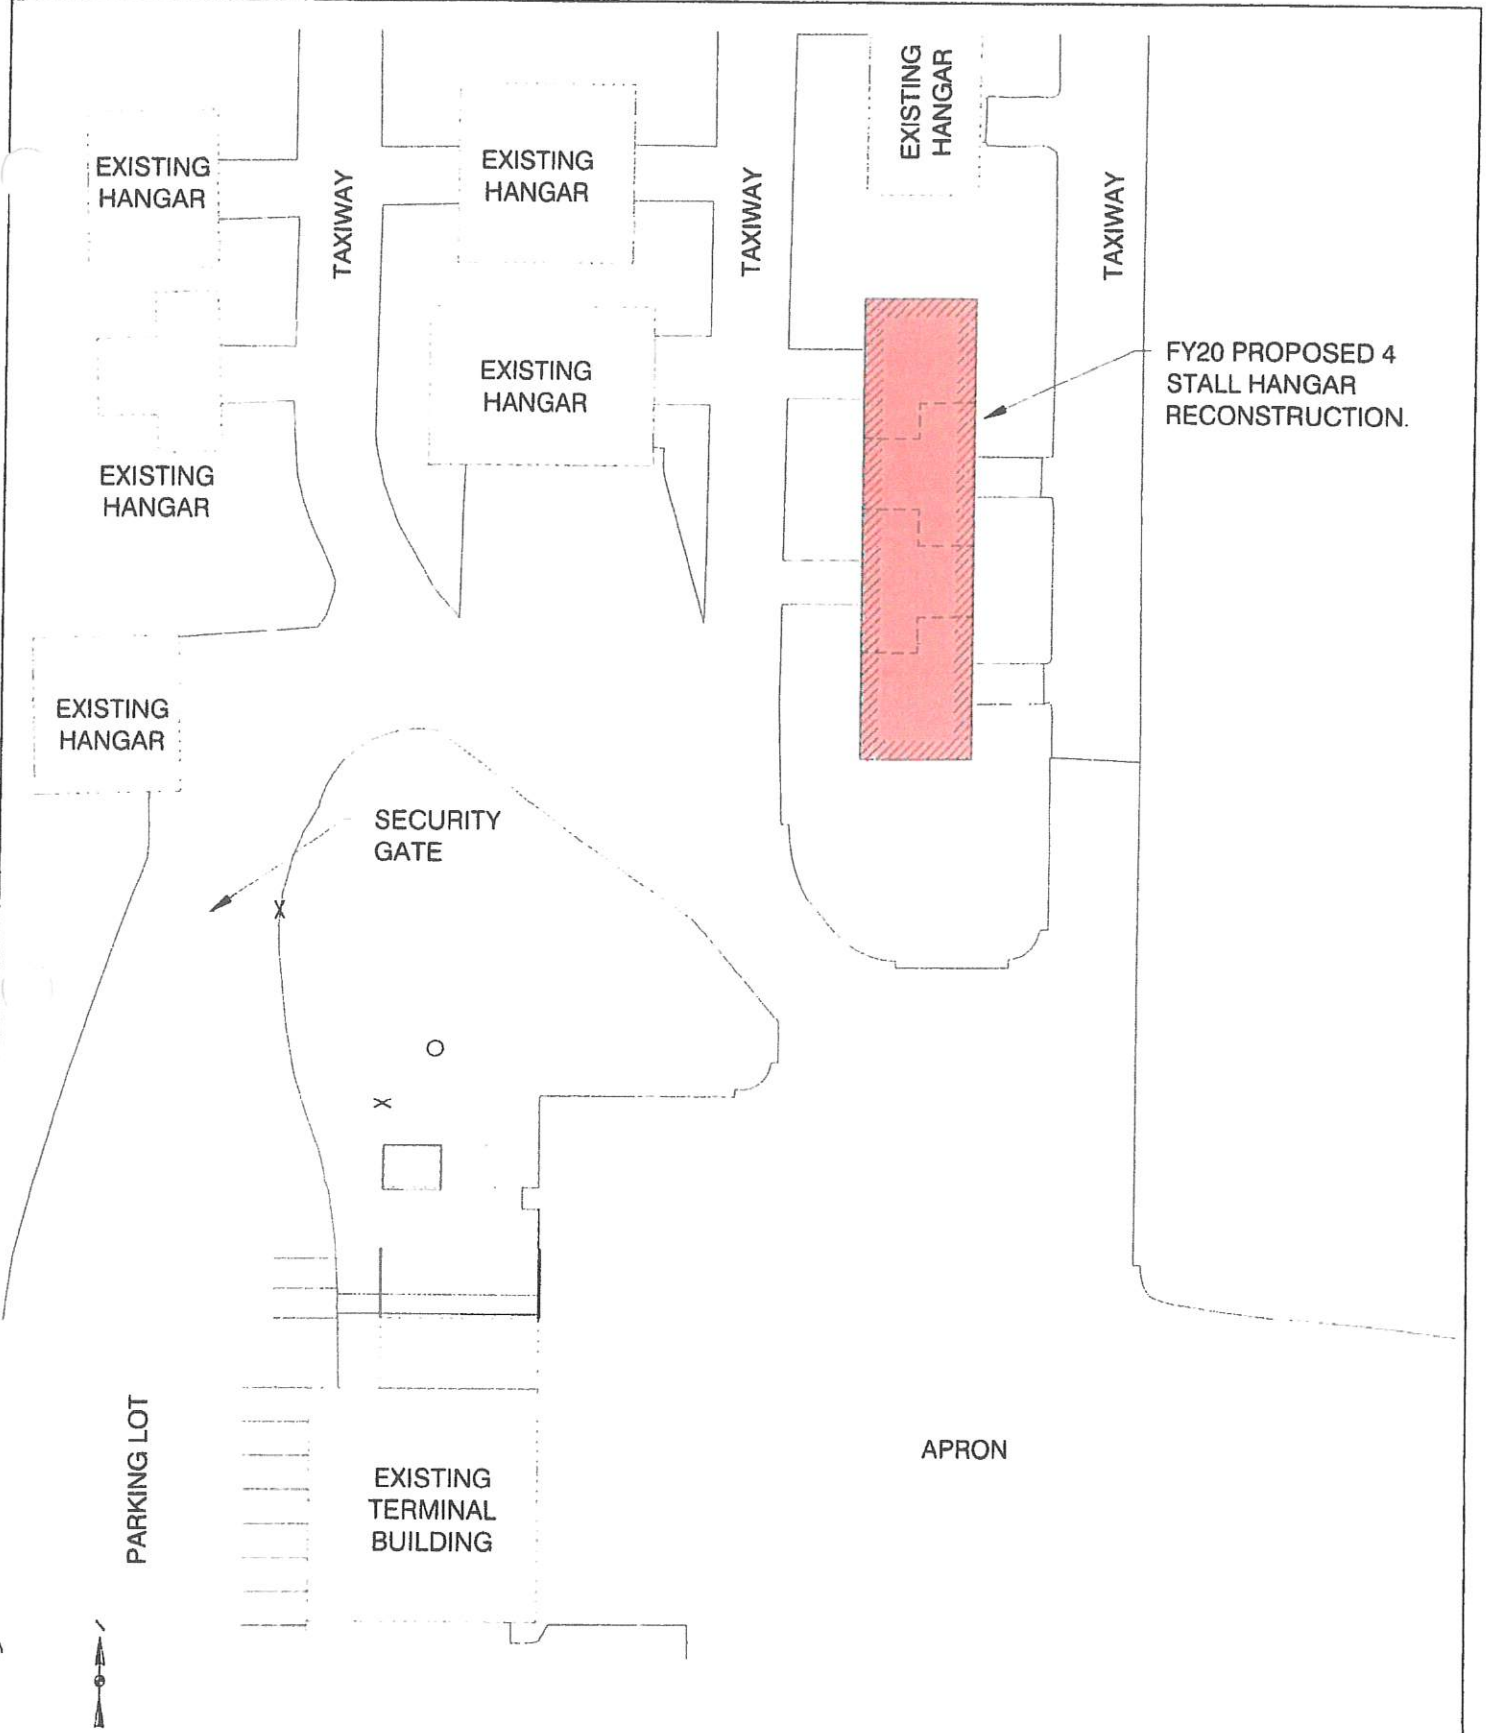 EXISTING
HANGAR
EXISTING
HANGAR
EXISTING
HANGAR
TAXIWAY
TAXIWAY
TAXIWAY
EXISTING
HANGAR
FY20 PROPOSED 4
STALL HANGAR
RECONSTRUCTION.
EXISTING
HANGAR
EXISTING
HANGAR
SECURITY
GATE
X
X
PARKING LOT
EXISTING
TERMINAL
BUILDING
APRON